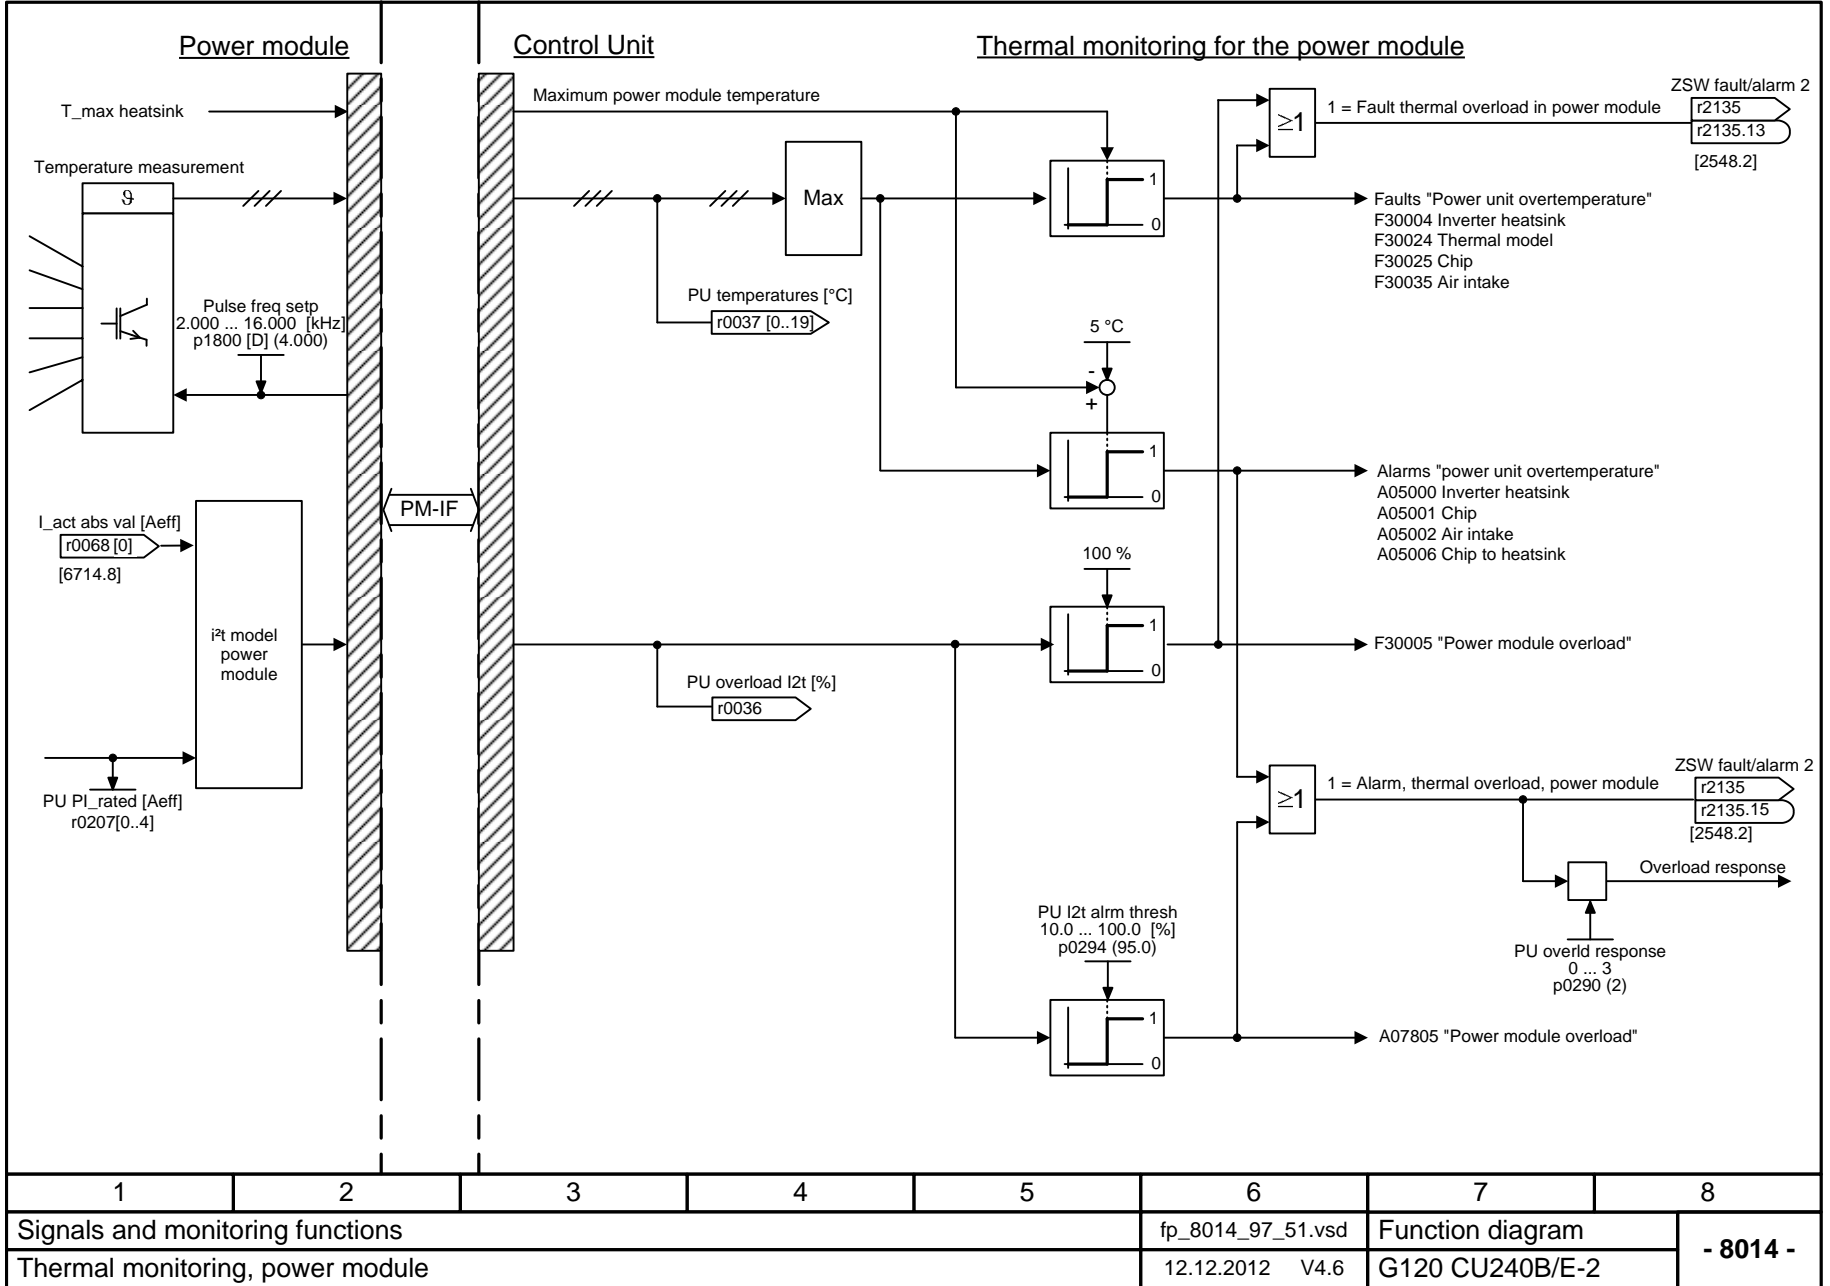 Power module
Control Unit
Thermal monitoring for the power module
T_max heatsink
Maximum power module temperature
≥1
1 = Fault thermal overload in power module
ZSW fault/alarm 2
r2135
r2135.13
[2548.2]
Temperature measurement
ϑ
Max
1
0
Faults "Power unit overtemperature"
F30004 Inverter heatsink
F30024 Thermal model
F30025 Chip
F30035 Air intake
Pulse freq setp
2.000 ... 16.000 [kHz]
p1800 [D] (4.000)
PU temperatures [°C]
r0037 [0..19]
5 °C
-
+
1
0
Alarms "power unit overtemperature"
A05000 Inverter heatsink
A05001 Chip
A05002 Air intake
A05006 Chip to heatsink
PM-IF
I_act abs val [Aeff]
r0068 [0]
[6714.8]
i²t model
power
module
100 %
1
0
F30005 "Power module overload"
PU overload I2t [%]
r0036
PU PI_rated [Aeff]
r0207[0..4]
≥1
1 = Alarm, thermal overload, power module
ZSW fault/alarm 2
r2135
r2135.15
[2548.2]
Overload response
PU overld response
0 ... 3
p0290 (2)
PU I2t alrm thresh
10.0 ... 100.0 [%]
p0294 (95.0)
1
0
A07805 "Power module overload"
1 2 3 4 5 6 7 8
Signals and monitoring functions
fp_8014_97_51.vsd
Function diagram
- 8014 -
Thermal monitoring, power module
12.12.2012 V4.6
G120 CU240B/E-2